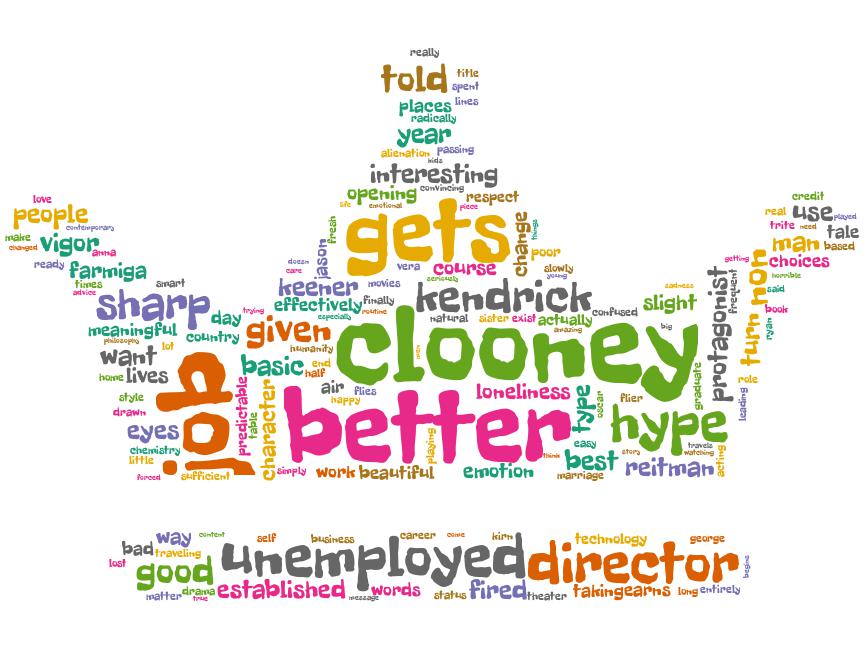 really
told
title
spent
places
lines
radically
year
alienation
passing
kids
interesting
opening
convincing
respect
life
emotional
piece
gets
change
things
fresh
jason
poor
doesn
care
vera
course
slowly
easy
seriously
keener
movies
kendrick
effectively
finally
especially
routine
natural
sister
exist
actually
confused
amazing
love
people
contemporary
make
changed
vigor
anna
ready
farmiga
times
advice
smart
sharp
day
trying
meaningful
country
philosophy
lot
given
humanity
want
home
lives
basic
end
half
style
drawn
job
predictable
table
character
air
flies
happy
eyes
chemistry
little
forced
sufficient
simply
clooney
men
better
loneliness
type
oscar
flier
work
beautiful
playing
emotion
think
easy
best
marriage
story
hype
reitman
travels
watching
acting
slight
sadness
big
graduate
protagonist
frequent
leading
role
turn
non
getting
credit
real
use
played
trite
need
tale
man
based
choices
horrible
said
book
ryan
way
content
self
business
career
come
kirn
technology
george
bad
traveling
lost
good
unemployed
director
begins
matter
drama
true
established
message
words
status
fired
theater
taking
earns
long
entirely